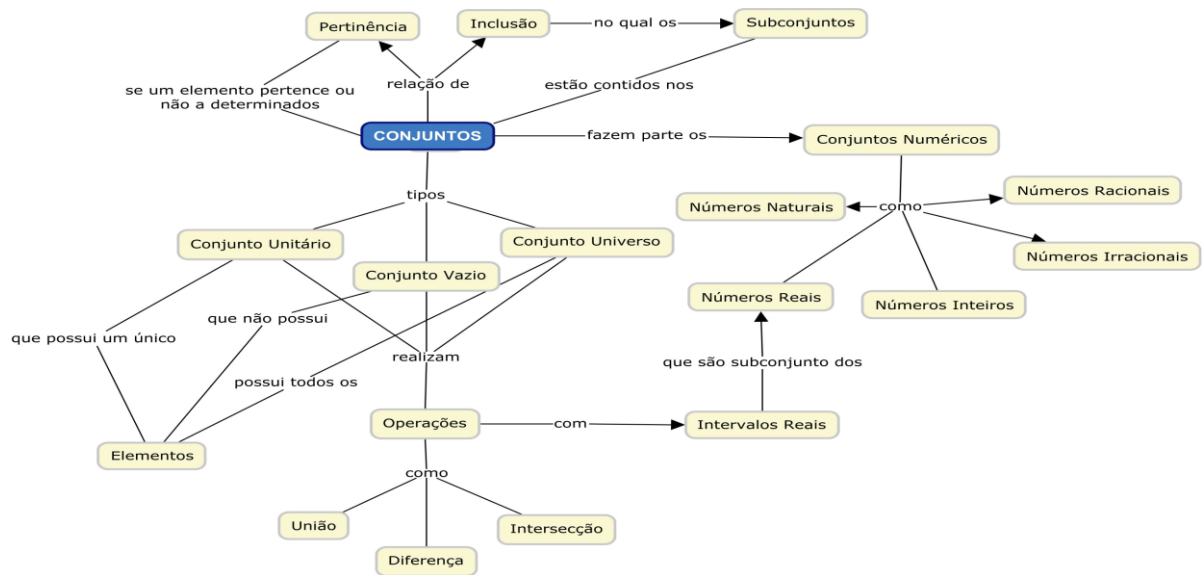 Pertinência
Inclusão
no qual os
Subconjuntos
se um elemento pertence ou
não a determinados
relação de
estão contidos nos
CONJUNTOS
fazem parte os
Conjuntos Numéricos
tipos
Números Naturais
como
Números Racionais
Conjunto Unitário
Conjunto Vazio
Conjunto Universo
Números Irracionais
Números Reais
Números Inteiros
que possui um único
que não possui
possui todos os
realizam
que são subconjunto dos
Elementos
Operações
com
Intervalos Reais
como
União
Diferença
Intersecção